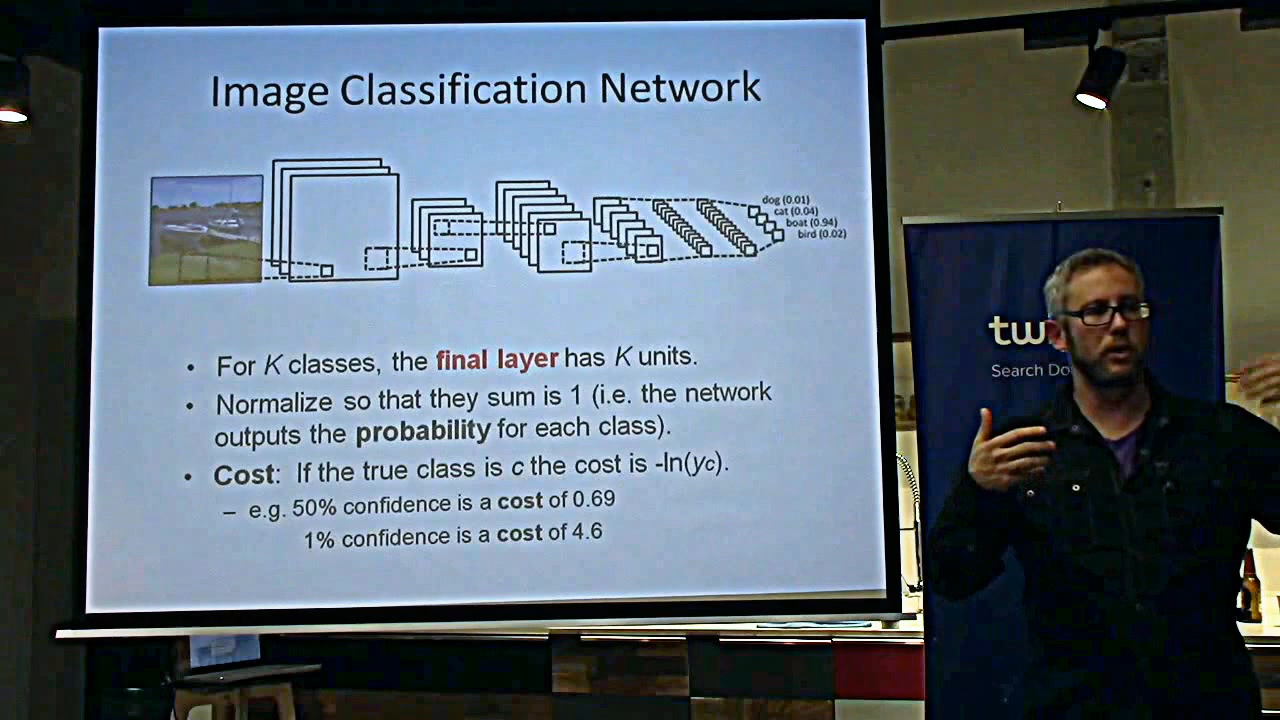 Image Classification Network
dog (0.01)
cat (0.04)
boat (0.94)
bird (0.02)
• For K classes, the final layer has K units.
• Normalize so that they sum is 1 (i.e. the network
outputs the probability for each class).
• Cost: If the true class is c the cost is -ln(yc).
– e.g. 50% confidence is a cost of 0.69
1% confidence is a cost of 4.6
Search